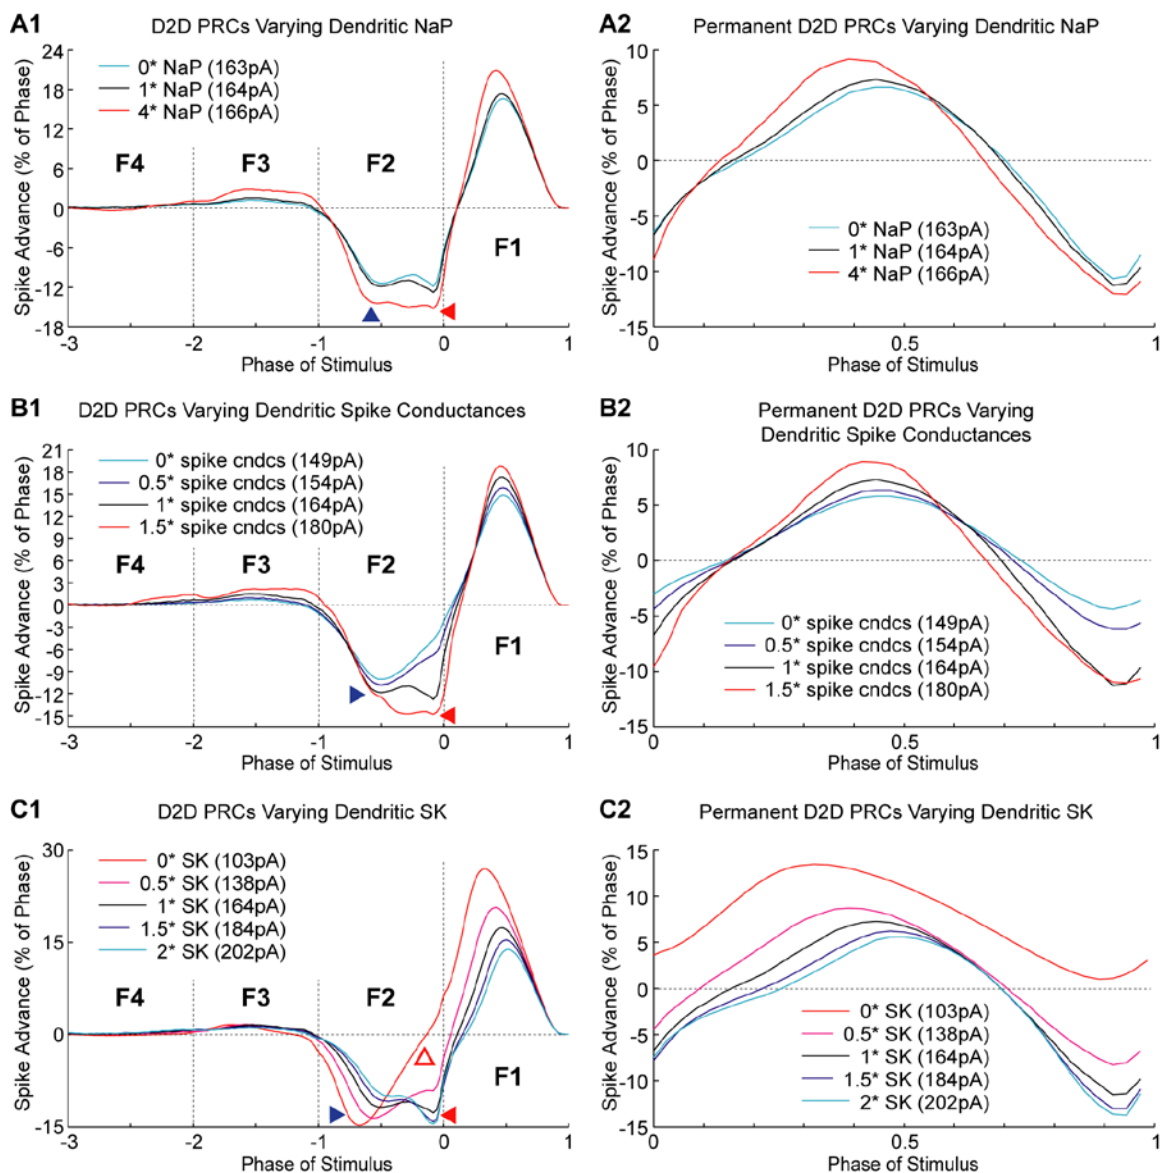 A1
D2D PRCs Varying Dendritic NaP
Spike Advance (% of Phase)
24
18
12
6
0
-6
-12
-18
0* NaP (163pA)
1* NaP (164pA)
4* NaP (166pA)
F4
F3
F2
F1
-3
-2
-1
0
1
Phase of Stimulus
A2
Permanent D2D PRCs Varying Dendritic NaP
Spike Advance (% of Phase)
10
5
0
-5
-10
-15
0* NaP (163pA)
1* NaP (164pA)
4* NaP (166pA)
0
0.5
1
Phase of Stimulus
B1
D2D PRCs Varying Dendritic Spike Conductances
Spike Advance (% of Phase)
21
18
15
12
9
6
3
0
-3
-6
-9
-12
-15
0* spike cndcs (149pA)
0.5* spike cndcs (154pA)
1* spike cndcs (164pA)
1.5* spike cndcs (180pA)
F4
F3
F2
F1
-3
-2
-1
0
1
Phase of Stimulus
B2
Permanent D2D PRCs Varying
Dendritic Spike Conductances
Spike Advance (% of Phase)
10
5
0
-5
-10
-15
0* spike cndcs (149pA)
0.5* spike cndcs (154pA)
1* spike cndcs (164pA)
1.5* spike cndcs (180pA)
0
0.5
1
Phase of Stimulus
C1
D2D PRCs Varying Dendritic SK
Spike Advance (% of Phase)
30
15
0
-15
0* SK (103pA)
0.5* SK (138pA)
1* SK (164pA)
1.5* SK (184pA)
2* SK (202pA)
F4
F3
F2
F1
-3
-2
-1
0
1
Phase of Stimulus
C2
Permanent D2D PRCs Varying Dendritic SK
Spike Advance (% of Phase)
15
10
5
0
-5
-10
-15
0* SK (103pA)
0.5* SK (138pA)
1* SK (164pA)
1.5* SK (184pA)
2* SK (202pA)
0
0.5
1
Phase of Stimulus